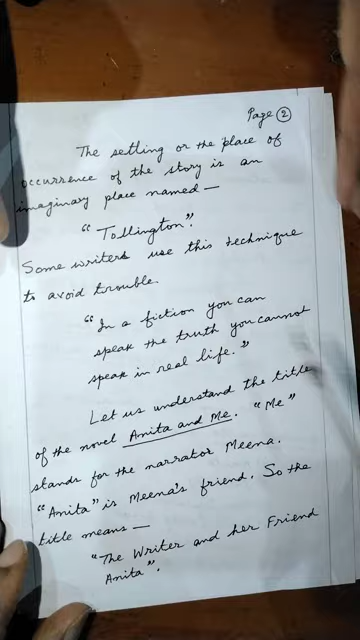 Page 2
The settling or the place of
occurrence of the story is an
imaginary place named —
"Tollington".
Some writers use this technique
to avoid trouble.
"In a fiction you can
speak the truth you cannot
speak in real life."
Let us understand the title
of the novel Anita and Me. "Me"
stands for the narrator Meena.
"Anita" is Meena's friend. So the
title means —
"The Writer and her Friend
Anita".